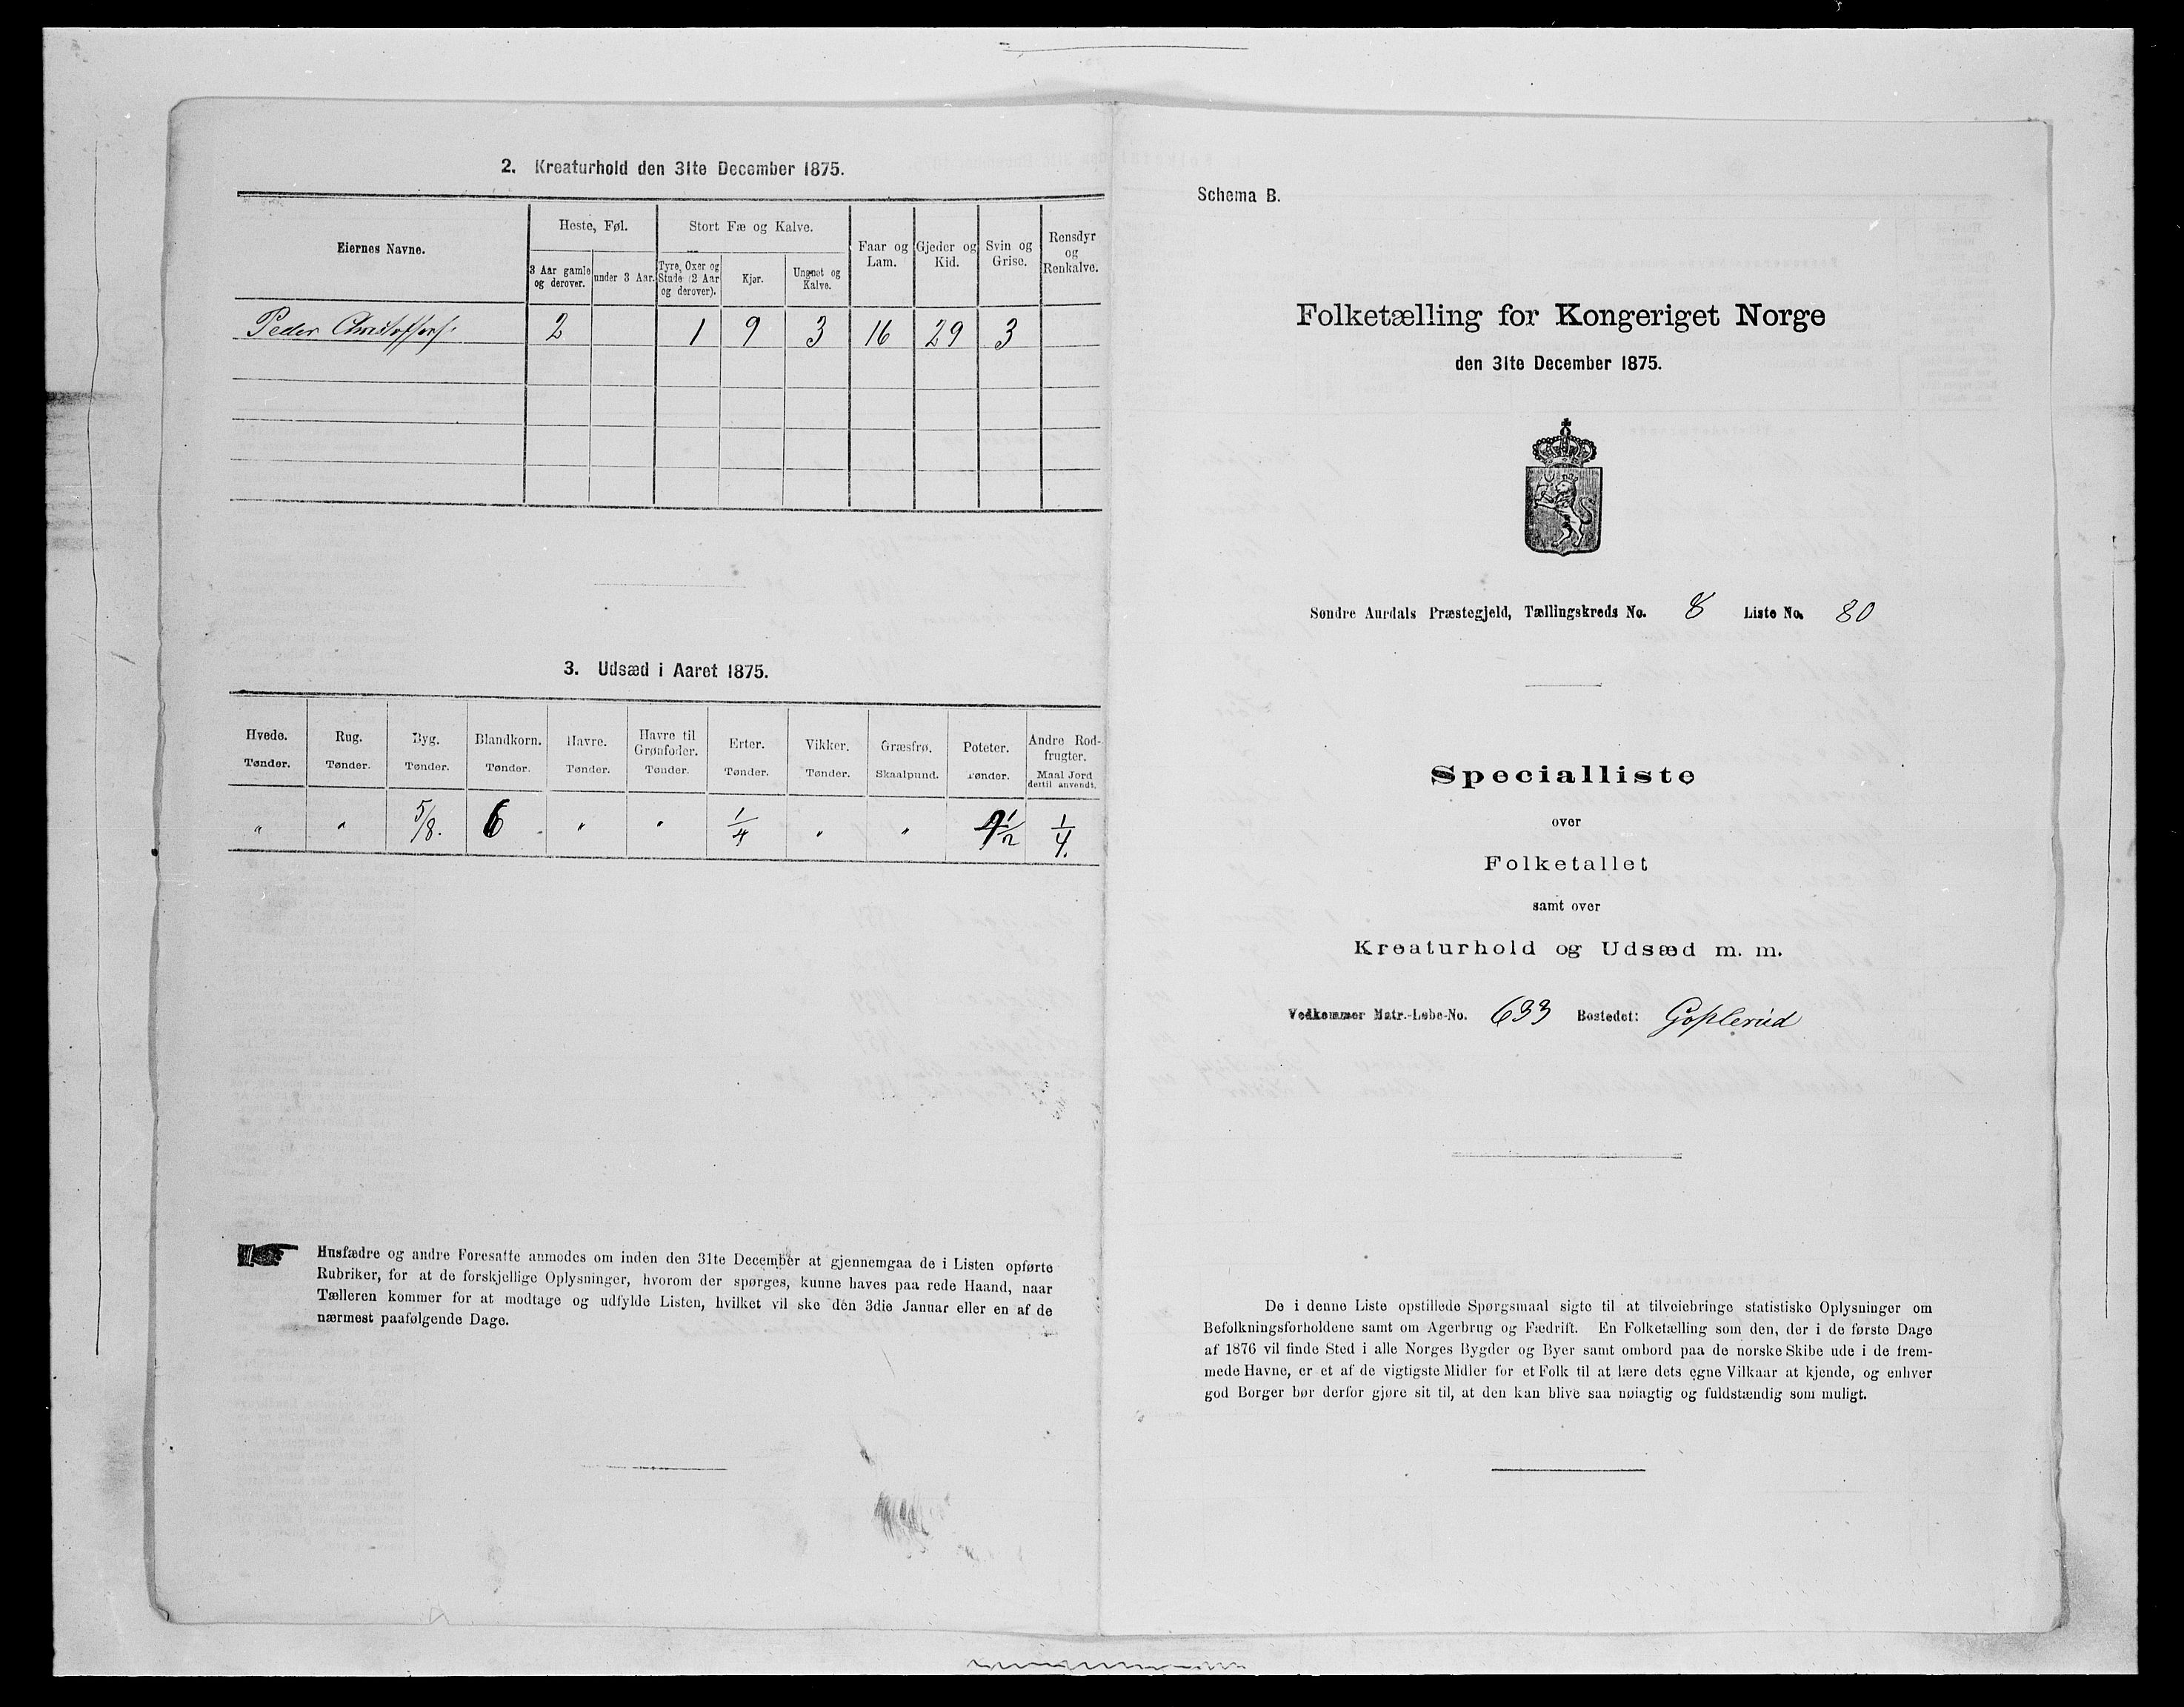 2. Kreaturhold den 31te December 1875.
Eiernes Navne.
Heste, Føl.
Stort Fæ og Kalve.
Faar og Lam.
Gjeder og Kid.
Svin og Grise.
Rensdyr og Renkalve.
3 Aar gamle og derover.
under 3 Aar.
Tyre, Oxer og Stude (2 Aar og derover).
Kjør.
Ungnøt og Kalve.
Peder Christoffers. 2 1 9 3 16 29 3
3. Udsæd i Aaret 1875.
Hvede. Rug. Byg. Blandkorn. Havre. Havre til Grønfoder. Erter. Vikker. Græsfrø. Poteter. Andre Rodfrugter.
Tønder. Tønder. Tønder. Tønder. Tønder. Tønder. Tønder. Tønder. Skaalpund. Tønder. Maal Jord dertil anvendt.
" " 5/8. 6 " " 1/4 " " 1/2 1/4.
Husfædre og andre Foresatte anmodes om inden den 31te December at gjennemgaa de i Listen opførte
Rubriker, for at de forskjellige Oplysninger, hvorom der spørges, kunne haves paa rede Haand, naar
Tælleren kommer for at modtage og udfylde Listen, hvilket vil ske den 3die Januar eller en af de
nærmest paafølgende Dage.
Schema B.
Folketælling for Kongeriget Norge
den 31te December 1875.
Søndre Aurdals Præstegjeld, Tællingskreds No. 8 Liste No. 80
Specialliste
over
Folketallet
samt over
Kreaturhold og Udsæd m. m.
Vedkommer Matr.-Løbe-No. 633 Bostedet: Goplerud
De i denne Liste opstillede Spørgsmaal sigte til at tilveiebringe statistiske Oplysninger om
Befolkningsforholdene samt om Agerbrug og Fædrift. En Folketælling som den, der i de første Dage
af 1876 vil finde Sted i alle Norges Bygder og Byer samt ombord paa de norske Skibe ude i de frem-
mede Havne, er et af de vigtigste Midler for et Folk til at lære dets egne Vilkaar at kjende, og enhver
god Borger bør derfor gjøre sit til, at den kan blive saa nøiagtig og fuldstændig som muligt.